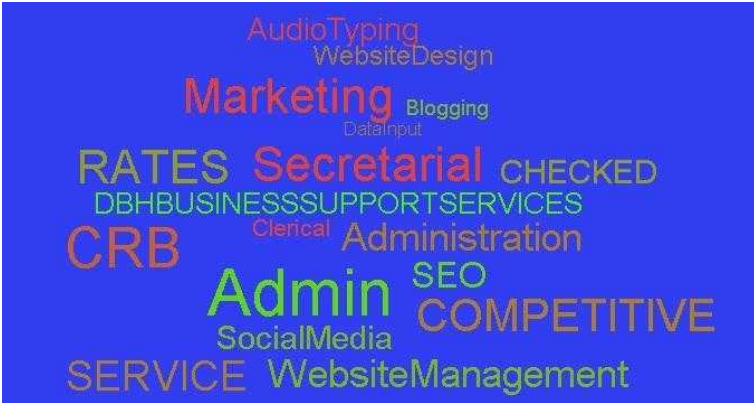 AudioTyping
WebsiteDesign
Marketing Blogging
DataInput
RATES Secretarial CHECKED
DBHBUSINESSSUPPORTSERVICES
CRB Clerical Administration
Admin SEO
COMPETITIVE
SocialMedia
SERVICE WebsiteManagement